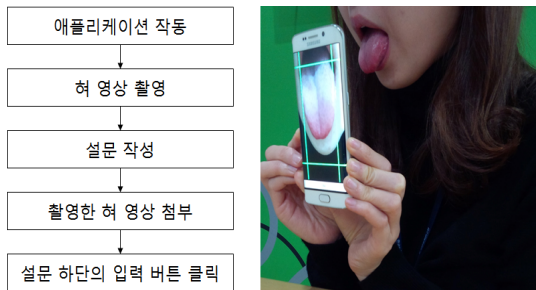 애플리케이션 작동
혀 영상 촬영
설문 작성
촬영한 혀 영상 첨부
설문 하단의 입력 버튼 클릭
SAMSUNG